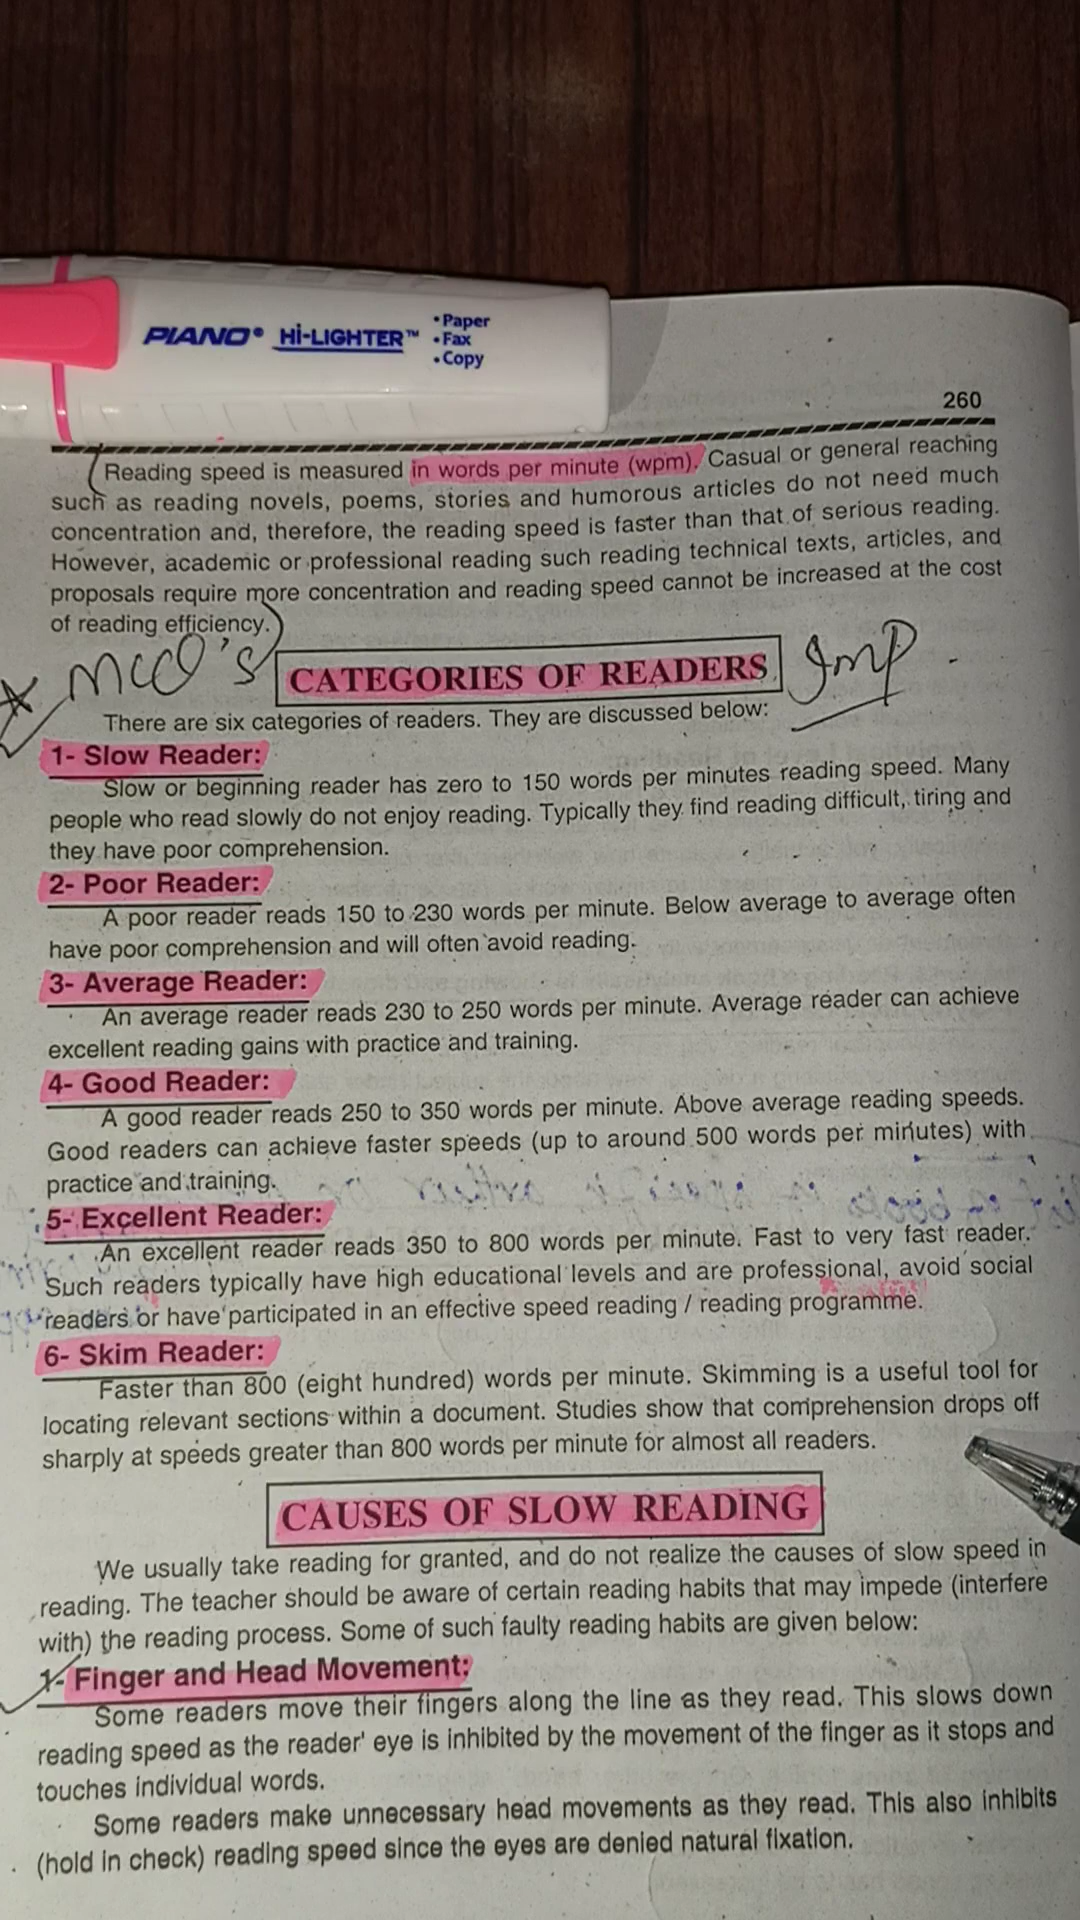 PIANO® Hi-LIGHTER™
• Paper
• Fax
• Copy
260
Reading speed is measured in words per minute (wpm). Casual or general reaching
such as reading novels, poems, stories and humorous articles do not need much
concentration and, therefore, the reading speed is faster than that of serious reading.
However, academic or professional reading such reading technical texts, articles, and
proposals require more concentration and reading speed cannot be increased at the cost
of reading efficiency.
MCQ's
CATEGORIES OF READERS
Imp
There are six categories of readers. They are discussed below:
1- Slow Reader:
Slow or beginning reader has zero to 150 words per minutes reading speed. Many
people who read slowly do not enjoy reading. Typically they find reading difficult, tiring and
they have poor comprehension.
2- Poor Reader:
A poor reader reads 150 to 230 words per minute. Below average to average often
have poor comprehension and will often avoid reading.
3- Average Reader:
An average reader reads 230 to 250 words per minute. Average reader can achieve
excellent reading gains with practice and training.
4- Good Reader:
A good reader reads 250 to 350 words per minute. Above average reading speeds.
Good readers can achieve faster speeds (up to around 500 words per minutes) with
practice and training.
5- Excellent Reader:
An excellent reader reads 350 to 800 words per minute. Fast to very fast reader.
Such readers typically have high educational levels and are professional, avoid social
readers or have participated in an effective speed reading / reading programme.
6- Skim Reader:
Faster than 800 (eight hundred) words per minute. Skimming is a useful tool for
locating relevant sections within a document. Studies show that comprehension drops off
sharply at speeds greater than 800 words per minute for almost all readers.
CAUSES OF SLOW READING
We usually take reading for granted, and do not realize the causes of slow speed in
reading. The teacher should be aware of certain reading habits that may impede (interfere
with) the reading process. Some of such faulty reading habits are given below:
1- Finger and Head Movement:
Some readers move their fingers along the line as they read. This slows down
reading speed as the reader' eye is inhibited by the movement of the finger as it stops and
touches individual words.
Some readers make unnecessary head movements as they read. This also inhibits
(hold in check) reading speed since the eyes are denied natural fixation.